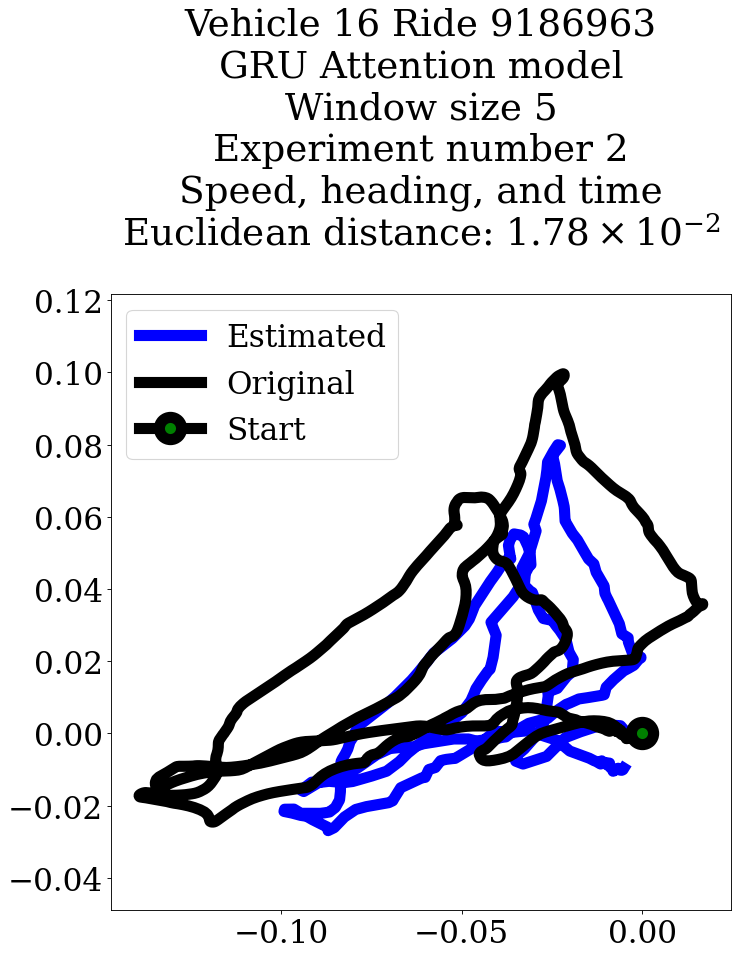 Vehicle 16 Ride 9186963
GRU Attention model
Window size 5
Experiment number 2
Speed, heading, and time
Euclidean distance: 1.78 × 10⁻²
0.12
Estimated
0.10
Original
0.08
Start
0.06
0.04
0.02
0.00
−0.02
−0.04
−0.10 −0.05 0.00